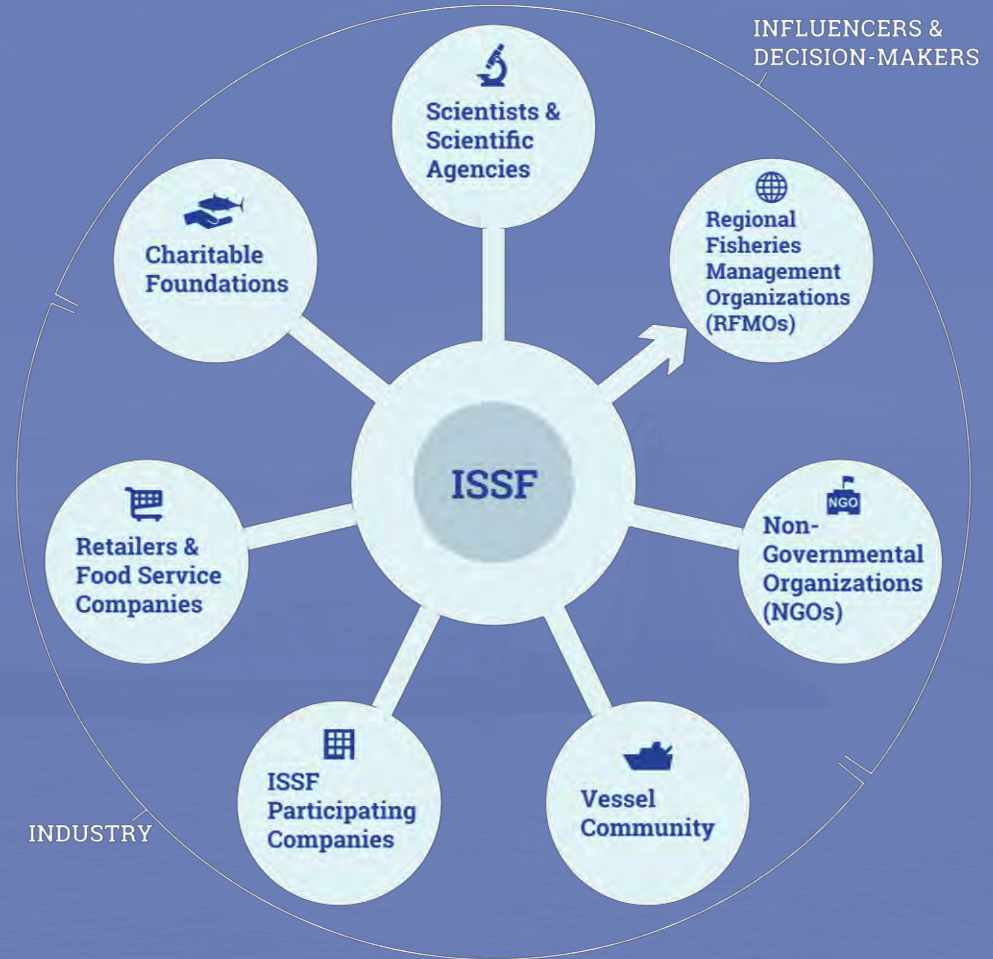 INFLUENCERS &
DECISION-MAKERS
Scientists &
Scientific
Agencies
Regional
Fisheries
Management
Organizations
(RFMOs)
Charitable
Foundations
ISSF
NGO
Non-
Governmental
Organizations
(NGOs)
Retailers &
Food Service
Companies
ISSF
Participating
Companies
Vessel
Community
INDUSTRY